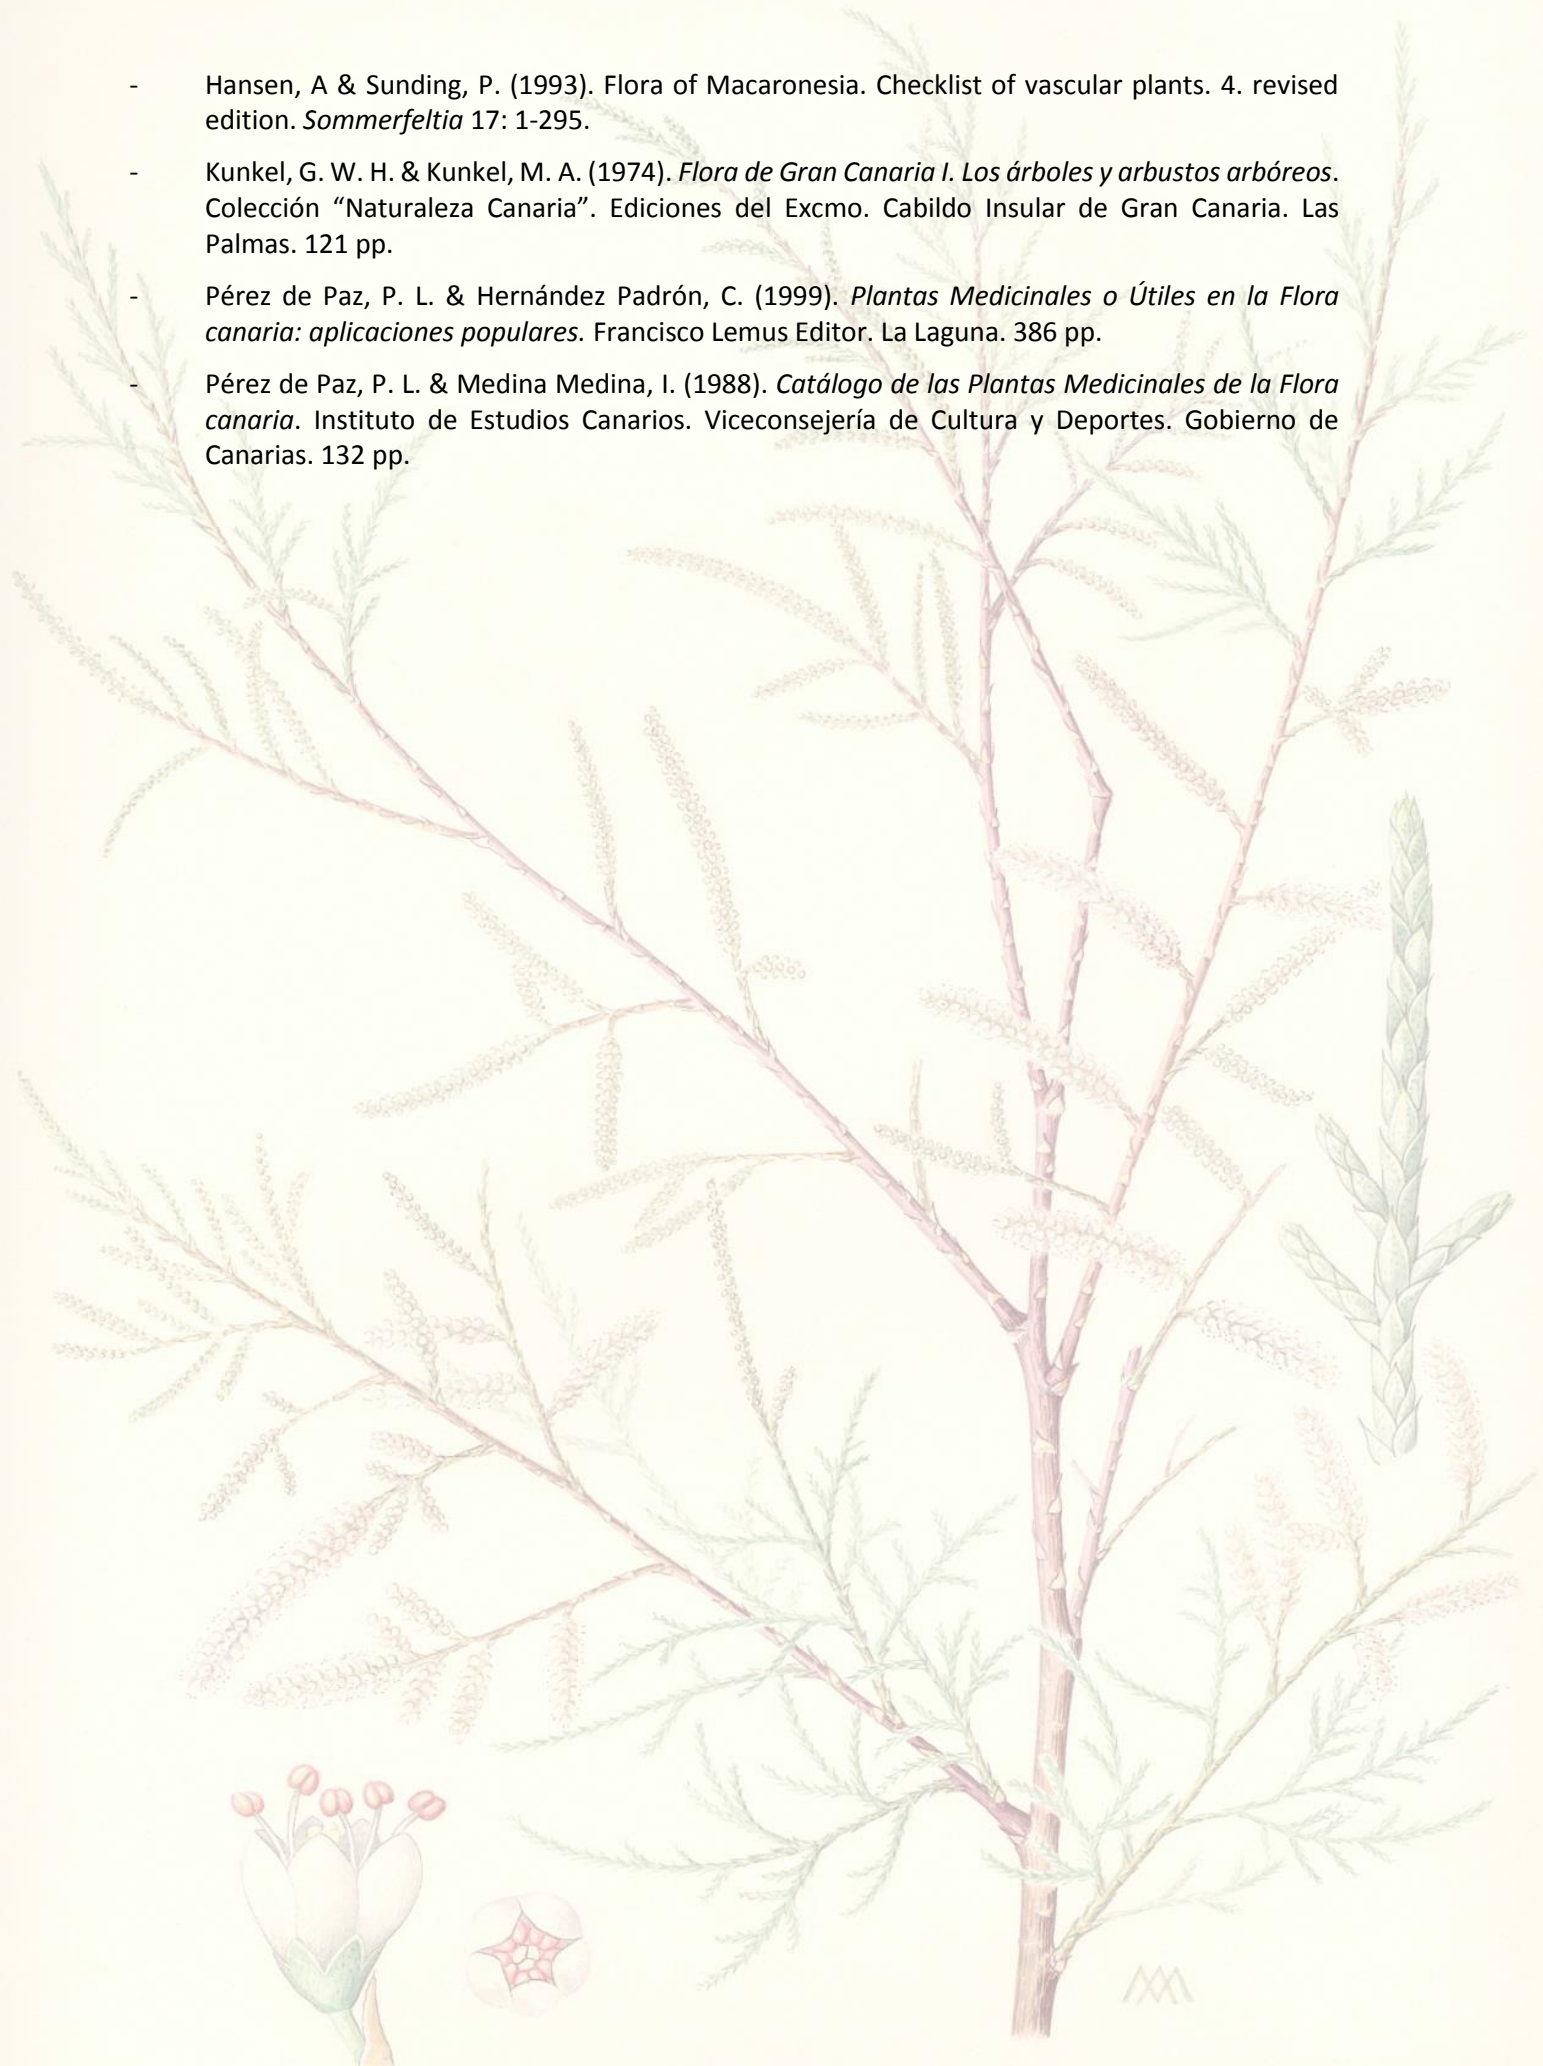 - Hansen, A & Sunding, P. (1993). Flora of Macaronesia. Checklist of vascular plants. 4. revised
edition. Sommerfeltia 17: 1-295.
- Kunkel, G. W. H. & Kunkel, M. A. (1974). Flora de Gran Canaria I. Los árboles y arbustos arbóreos.
Colección “Naturaleza Canaria”. Ediciones del Excmo. Cabildo Insular de Gran Canaria. Las
Palmas. 121 pp.
- Pérez de Paz, P. L. & Hernández Padrón, C. (1999). Plantas Medicinales o Útiles en la Flora
canaria: aplicaciones populares. Francisco Lemus Editor. La Laguna. 386 pp.
- Pérez de Paz, P. L. & Medina Medina, I. (1988). Catálogo de las Plantas Medicinales de la Flora
canaria. Instituto de Estudios Canarios. Viceconsejería de Cultura y Deportes. Gobierno de
Canarias. 132 pp.